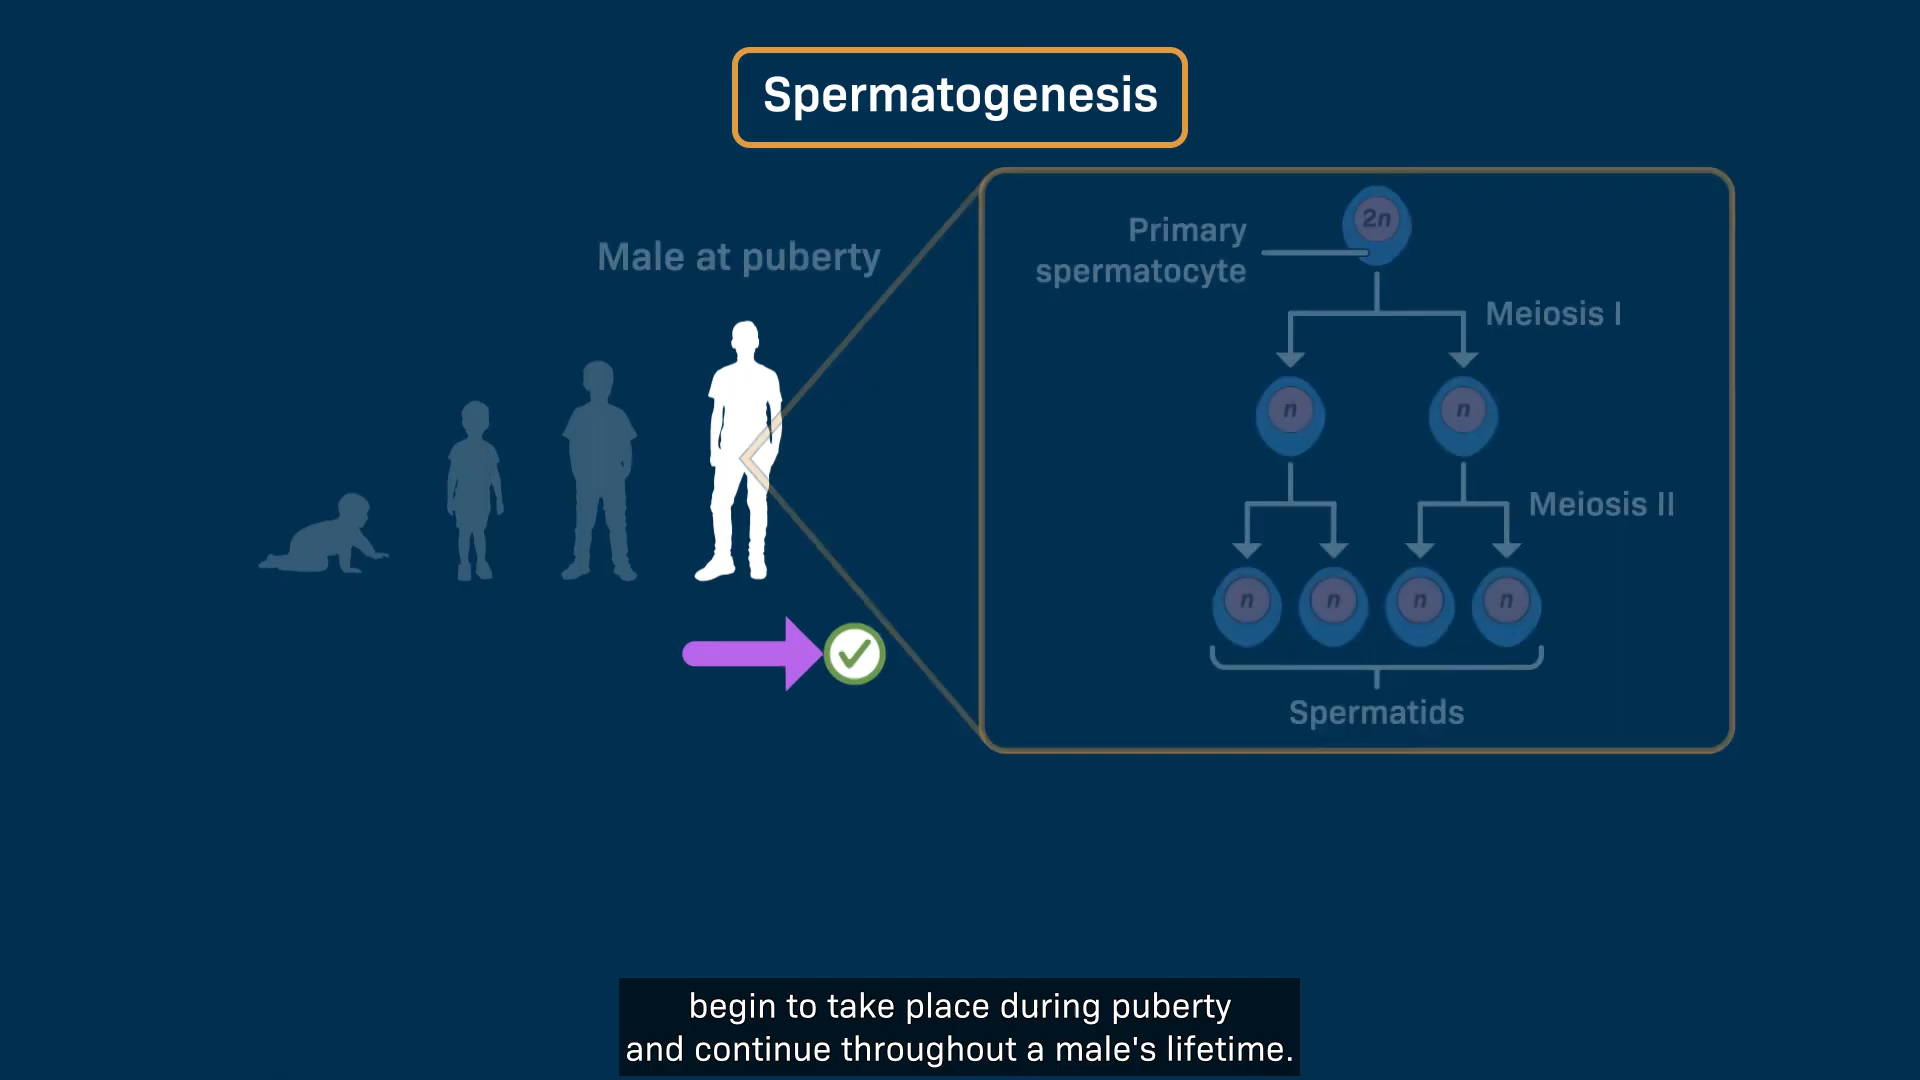 Spermatogenesis
Male at puberty
Primary
spermatocyte
2n
Meiosis I
n
n
Meiosis II
n
n
n
n
Spermatids
begin to take place during puberty
and continue throughout a male's lifetime.